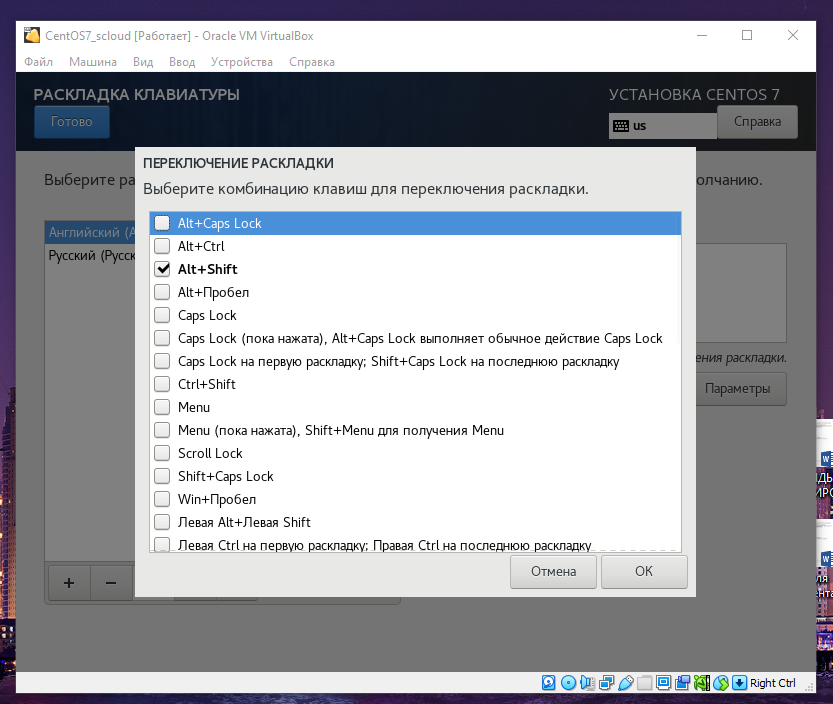 CentOS7_scloud [Работает] - Oracle VM VirtualBox
Файл Машина Вид Ввод Устройства Справка
РАСКЛАДКА КЛАВИАТУРЫ
УСТАНОВКА CENTOS 7
Готово
us
Справка
Выберите ра
олчанию.
ПЕРЕКЛЮЧЕНИЕ РАСКЛАДКИ
Выберите комбинацию клавиш для переключения раскладки.
Английский (А
Русский (Русск
Alt+Caps Lock
Alt+Ctrl
Alt+Shift
Alt+Пробел
Caps Lock
Caps Lock (пока нажата), Alt+Caps Lock выполняет обычное действие Caps Lock
Caps Lock на первую раскладку; Shift+Caps Lock на последнюю раскладку
Ctrl+Shift
Menu
Menu (пока нажата), Shift+Menu для получения Menu
Scroll Lock
Shift+Caps Lock
Win+Пробел
Левая Alt+Левая Shift
Левая Ctrl на первую раскладку; Правая Ctrl на последнюю раскладку
ения раскладки.
Параметры
Отмена
OK
Right Ctrl